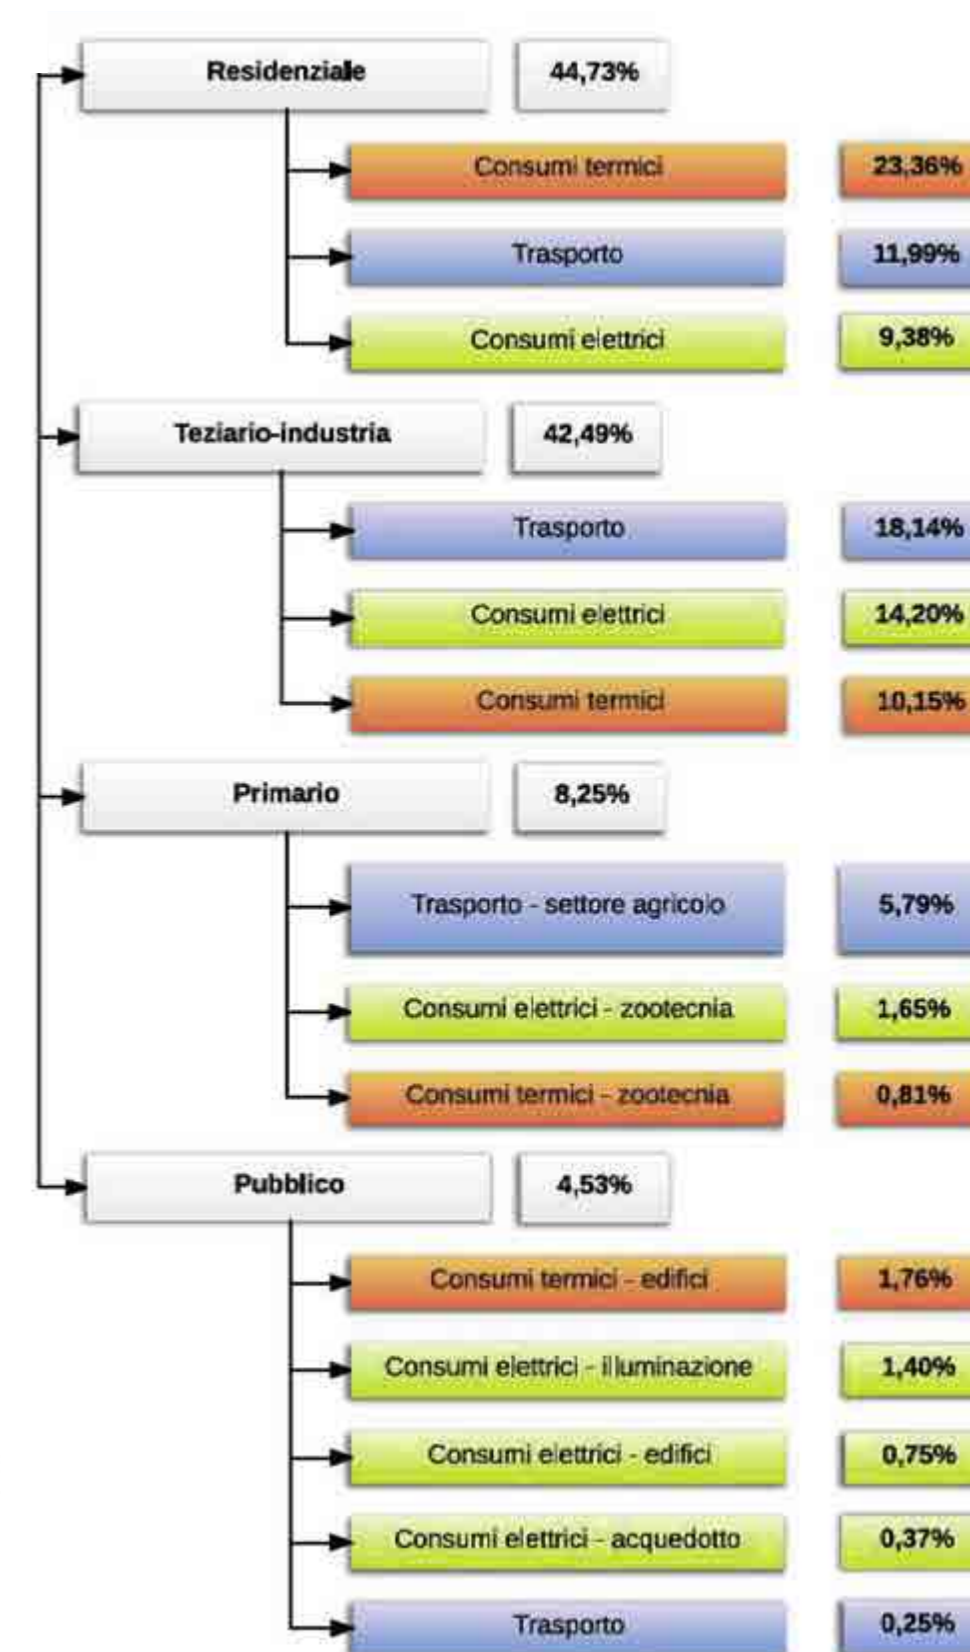 Residenziale 44,73%
Consumi termici 23,36%
Trasporto 11,99%
Consumi elettrici 9,38%
Teziario-industria 42,49%
Trasporto 18,14%
Consumi elettrici 14,20%
Consumi termici 10,15%
Primario 8,25%
Trasporto - settore agricolo 5,79%
Consumi elettrici - zootecnia 1,65%
Consumi termici - zootecnia 0,81%
Pubblico 4,53%
Consumi termici - edifici 1,76%
Consumi elettrici - illuminazione 1,40%
Consumi elettrici - edifici 0,75%
Consumi elettrici - acquedotto 0,37%
Trasporto 0,25%